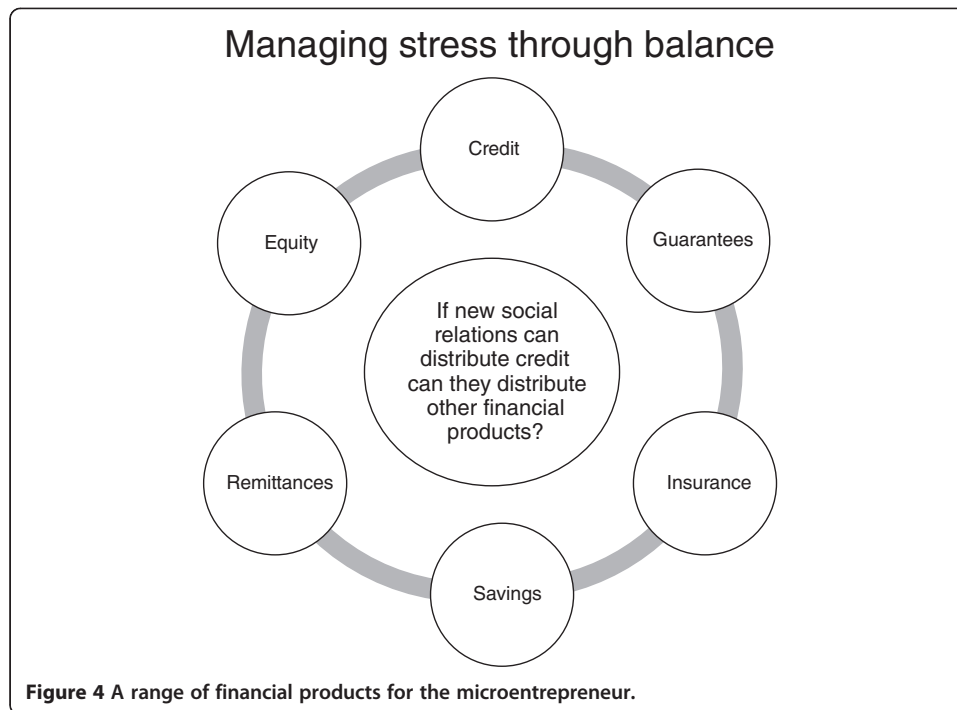 Managing stress through balance
Credit
Equity
Guarantees
If new social
relations can
distribute credit
can they distribute
other financial
products?
Remittances
Insurance
Savings
Figure 4 A range of financial products for the microentrepreneur.